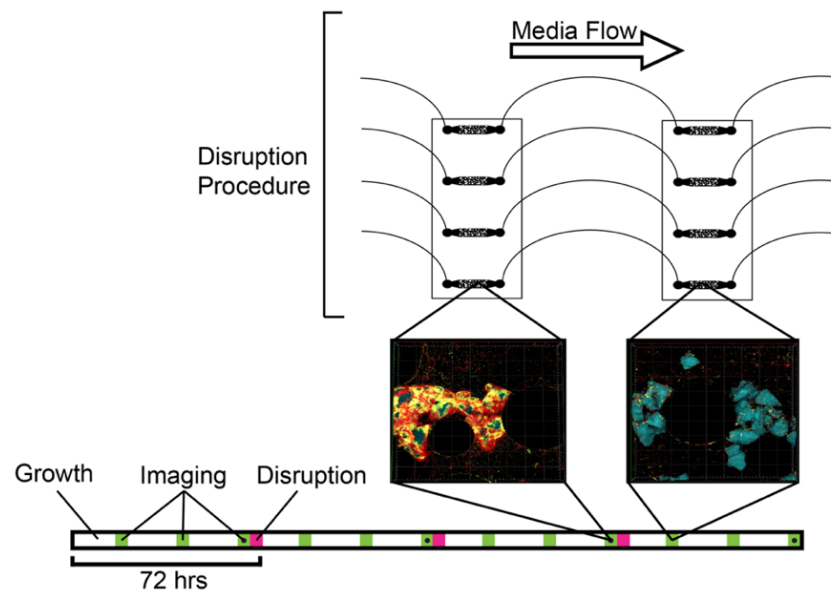 Media Flow
Disruption
Procedure
Growth
Imaging
Disruption
72 hrs